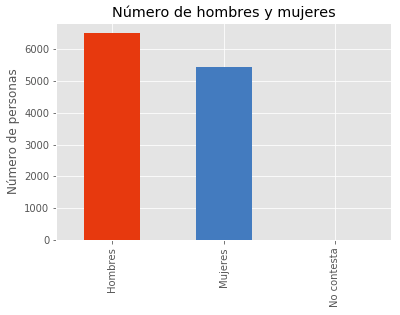 Número de hombres y mujeres
Número de personas
6000
5000
4000
3000
2000
1000
0
Hombres
Mujeres
No contesta